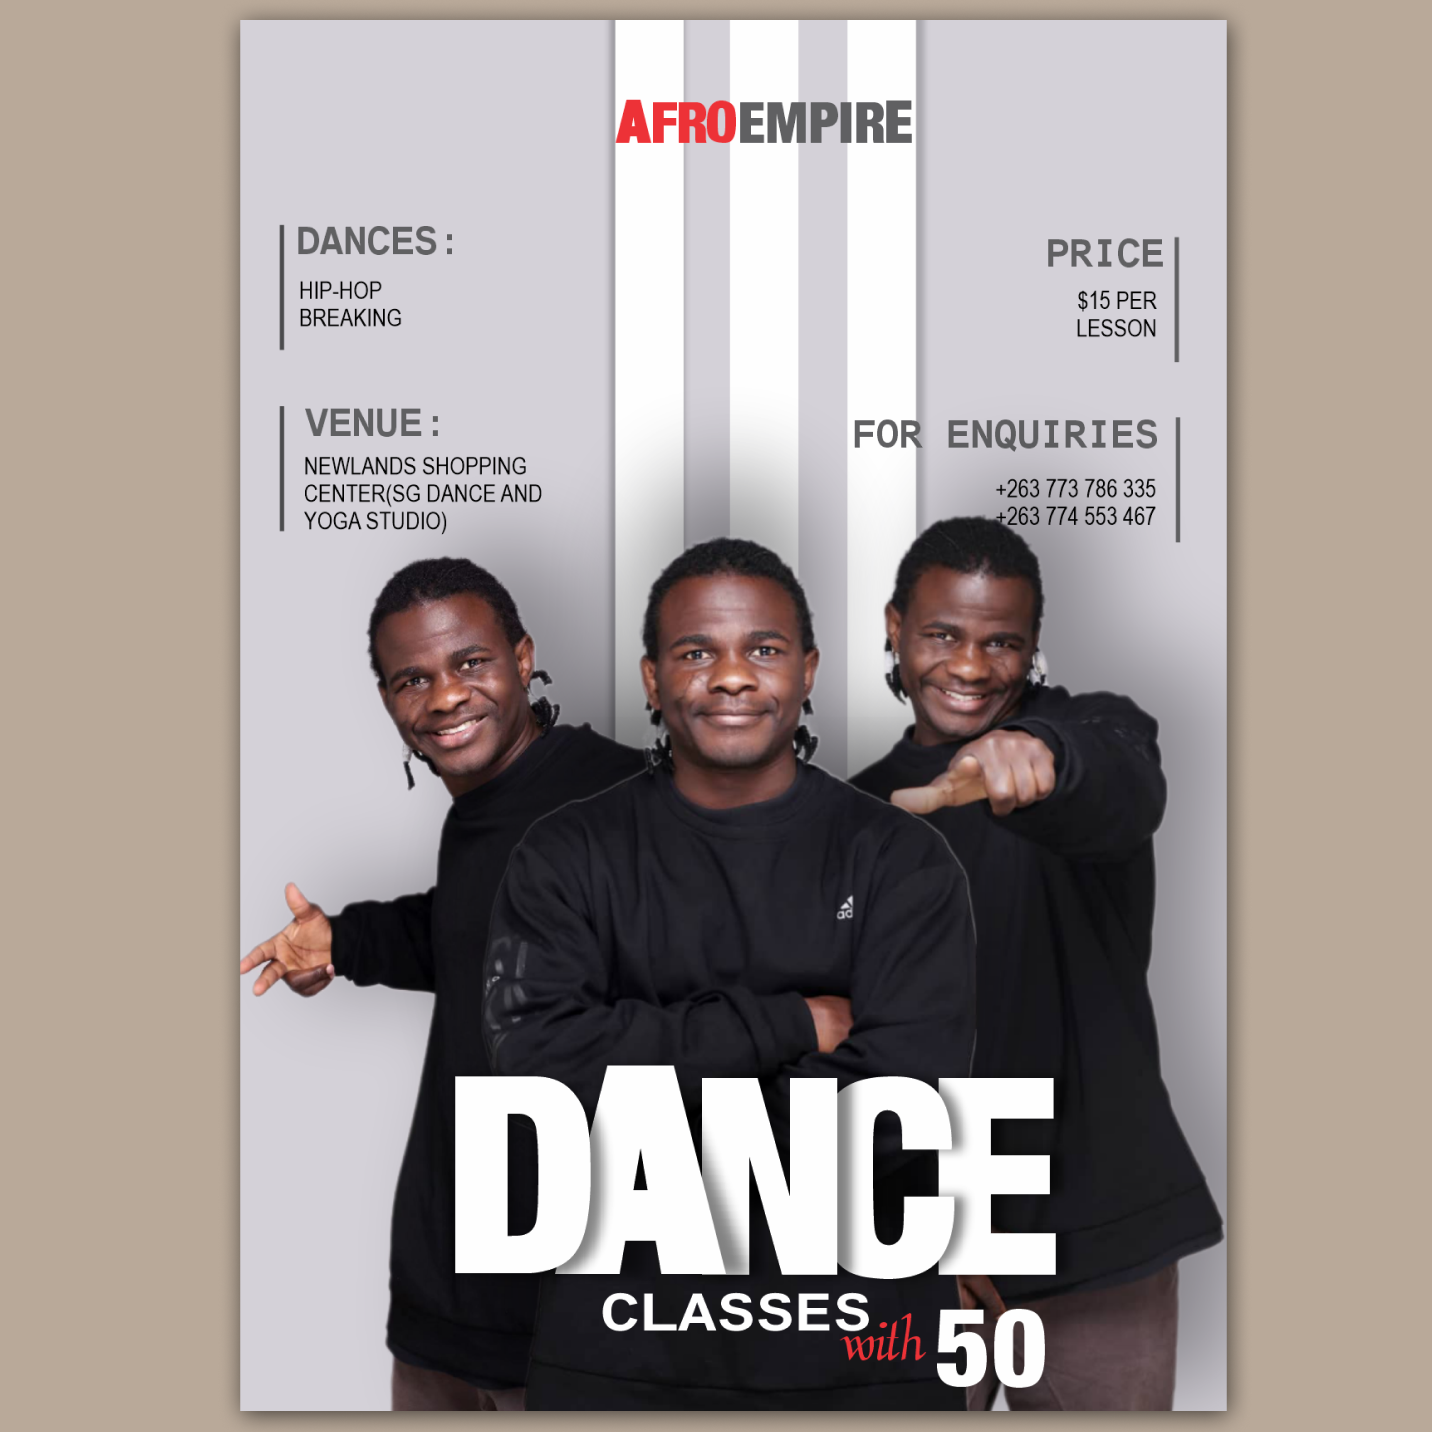 AFROEMPIRE
DANCES:
HIP-HOP
BREAKING
PRICE
$15 PER
LESSON
VENUE:
NEWLANDS SHOPPING
CENTER(SG DANCE AND
YOGA STUDIO)
FOR ENQUIRIES
+263 773 786 335
+263 774 553 467
DANCE
CLASSES
with 50